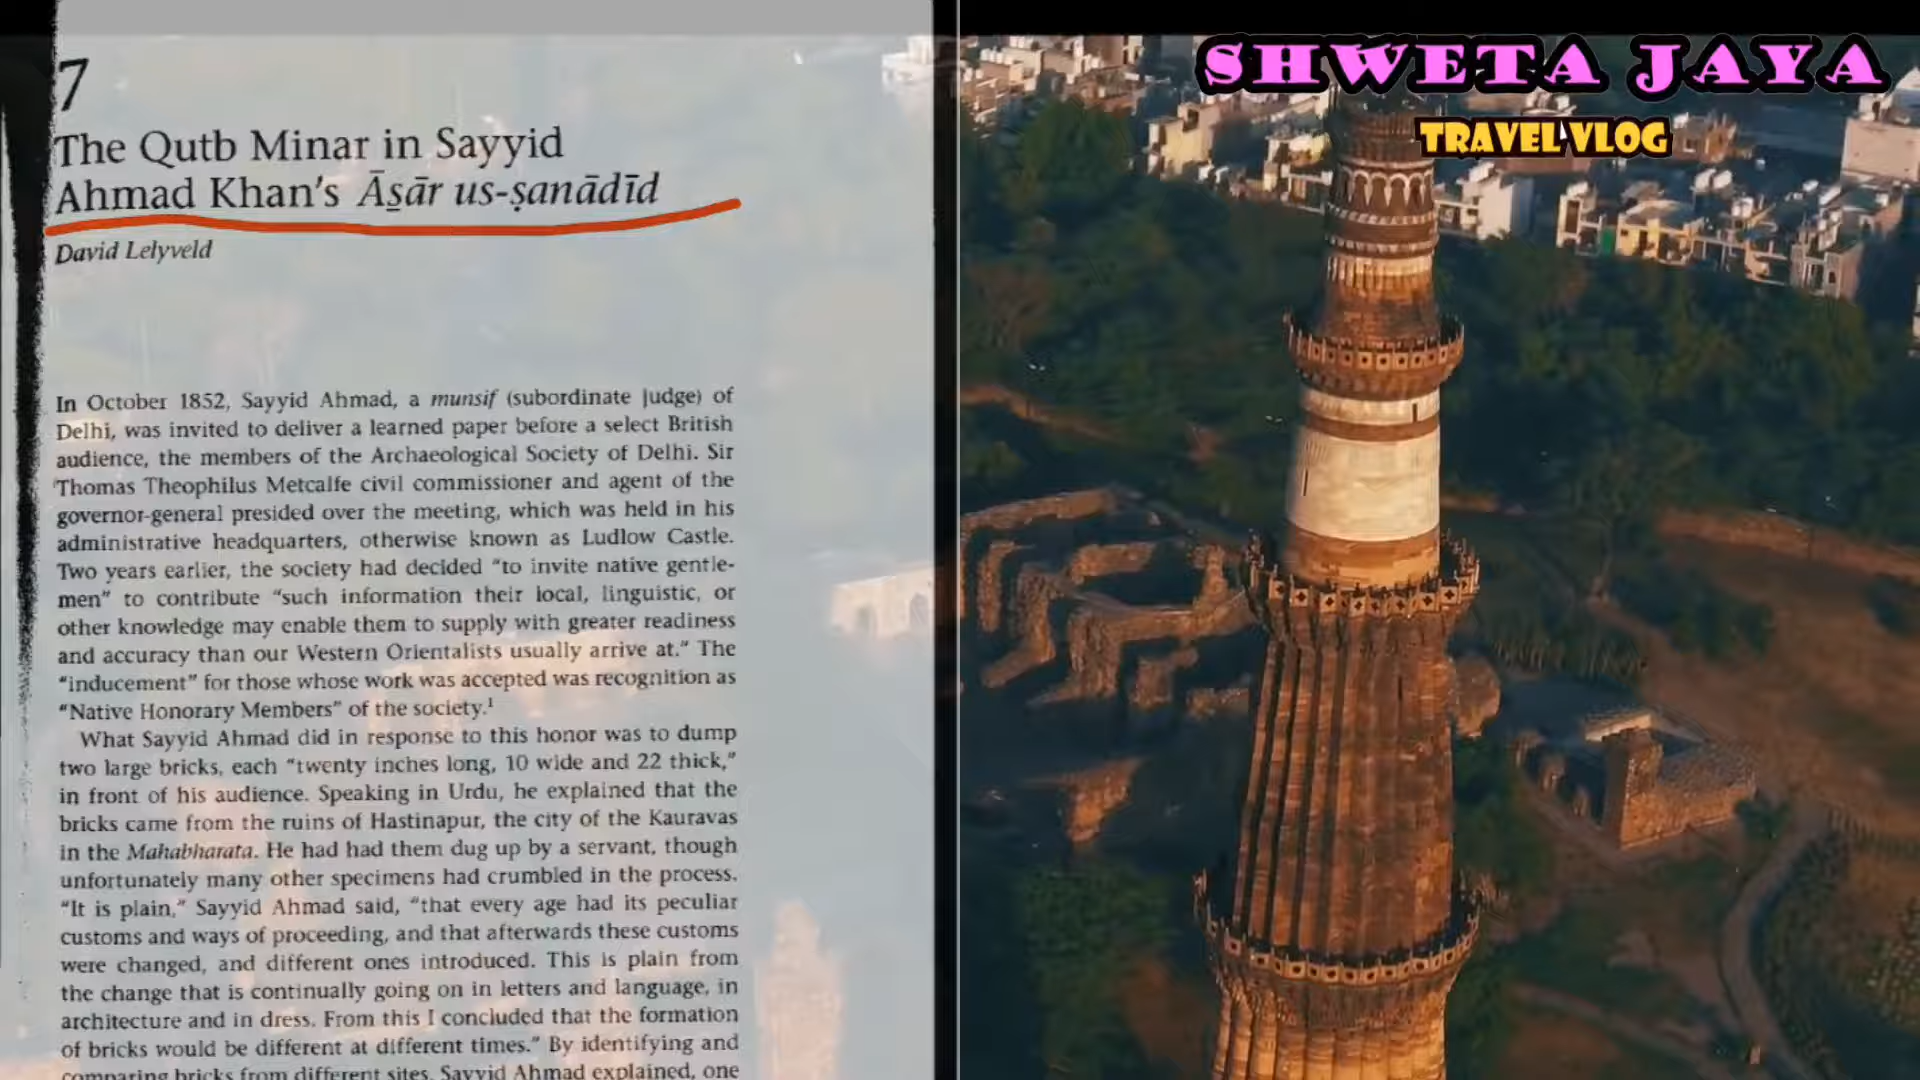 7
The Qutb Minar in Sayyid
Ahmad Khan's Ās̱ār us-ṣanādīd
David Lelyveld
In October 1852, Sayyid Ahmad, a munsif (subordinate judge) of
Delhi, was invited to deliver a learned paper before a select British
audience, the members of the Archaeological Society of Delhi. Sir
Thomas Theophilus Metcalfe civil commissioner and agent of the
governor-general presided over the meeting, which was held in his
administrative headquarters, otherwise known as Ludlow Castle.
Two years earlier, the society had decided "to invite native gentle-
men" to contribute "such information their local, linguistic, or
other knowledge may enable them to supply with greater readiness
and accuracy than our Western Orientalists usually arrive at." The
"inducement" for those whose work was accepted was recognition as
"Native Honorary Members" of the society.¹
What Sayyid Ahmad did in response to this honor was to dump
two large bricks, each "twenty inches long, 10 wide and 22 thick,"
in front of his audience. Speaking in Urdu, he explained that the
bricks came from the ruins of Hastinapur, the city of the Kauravas
in the Mahabharata. He had had them dug up by a servant, though
unfortunately many other specimens had crumbled in the process.
"It is plain," Sayyid Ahmad said, "that every age had its peculiar
customs and ways of proceeding, and that afterwards these customs
were changed, and different ones introduced. This is plain from
the change that is continually going on in letters and language, in
architecture and in dress. From this I concluded that the formation
of bricks would be different at different times." By identifying and
comparing bricks from different sites, Sayyid Ahmad explained, one
SHWETA JAYA
TRAVEL VLOG